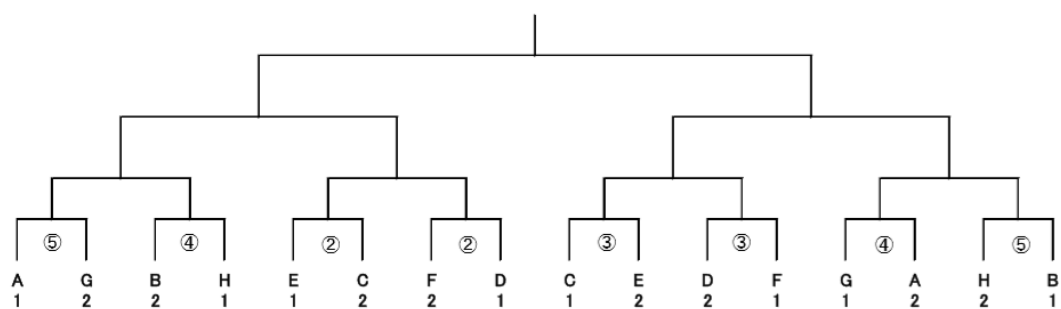 ⑤ ④ ② ② ③ ③ ④ ⑤
A G B H E C F D C E D F G A H B
1 2 2 1 1 2 2 1 1 2 2 1 1 2 2 1